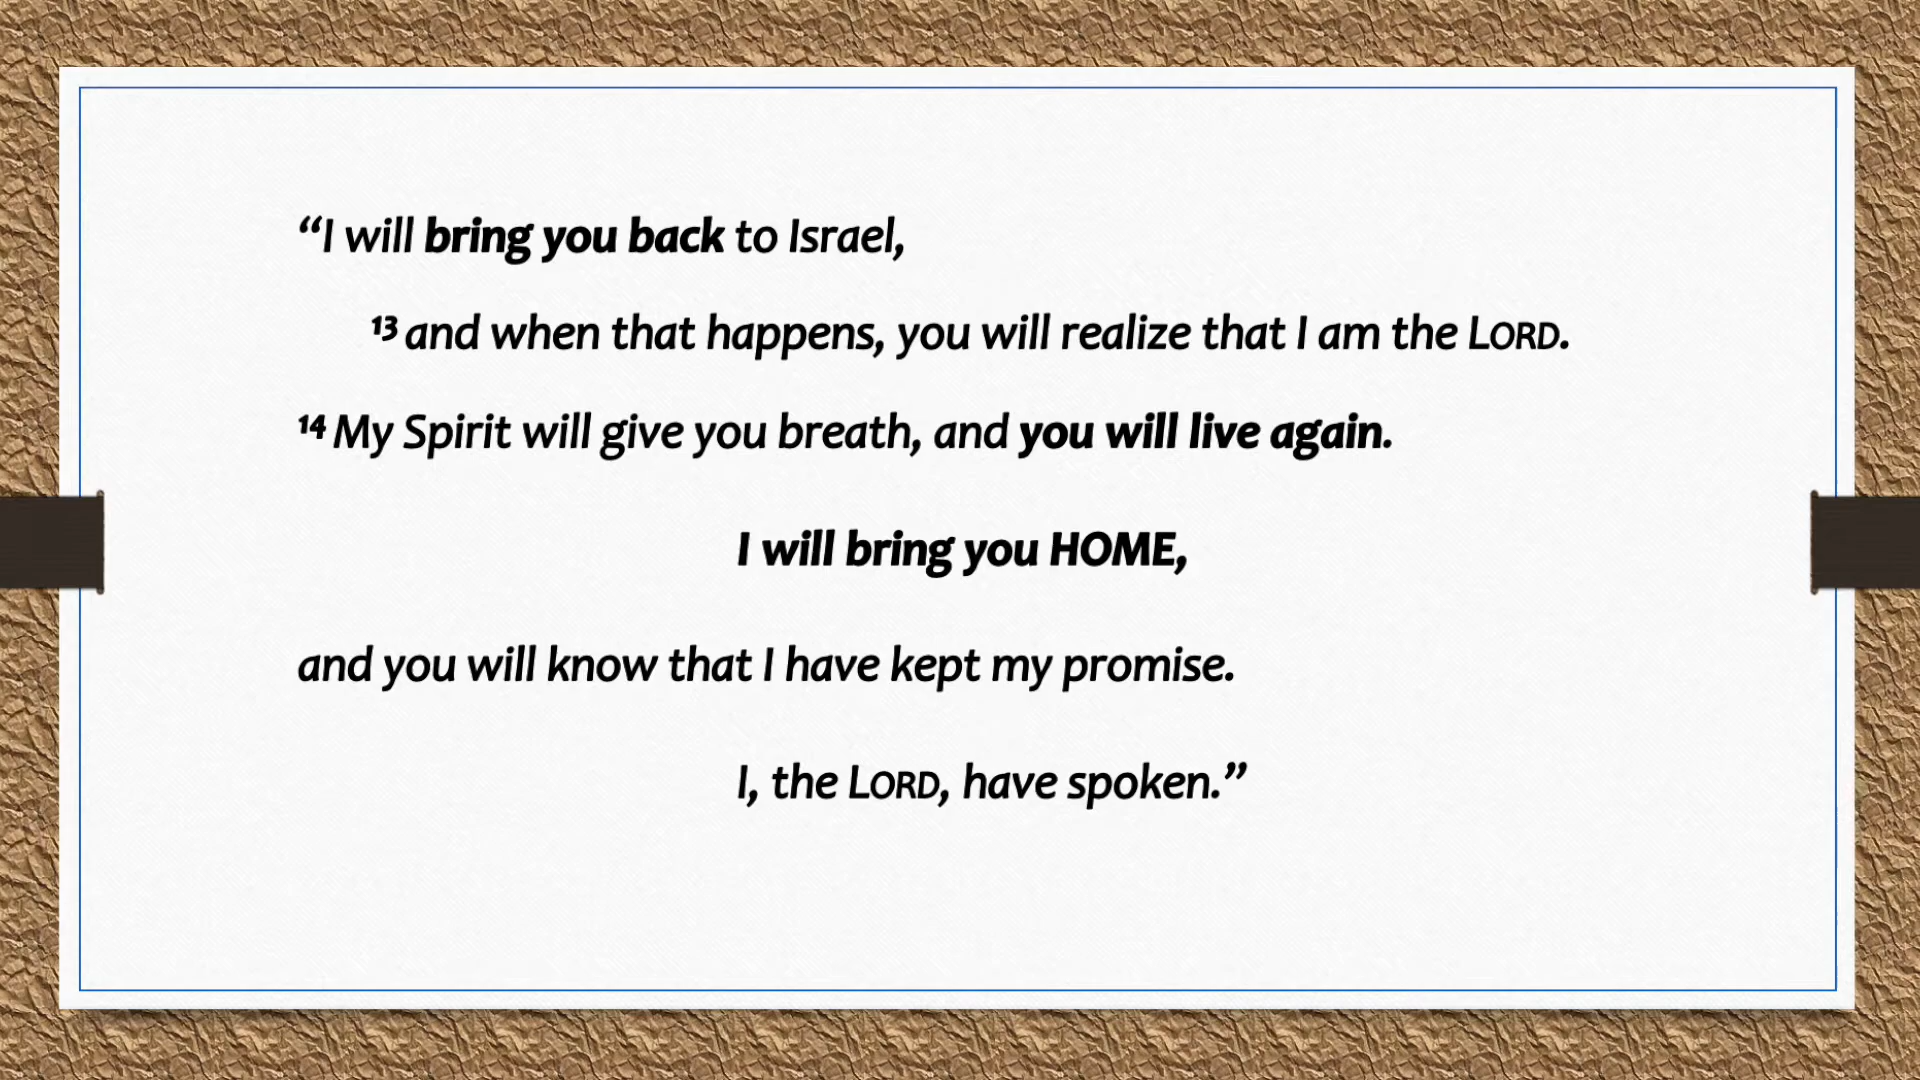 “I will bring you back to Israel,
¹³ and when that happens, you will realize that I am the LORD.
¹⁴ My Spirit will give you breath, and you will live again.
I will bring you HOME,
and you will know that I have kept my promise.
I, the LORD, have spoken.”